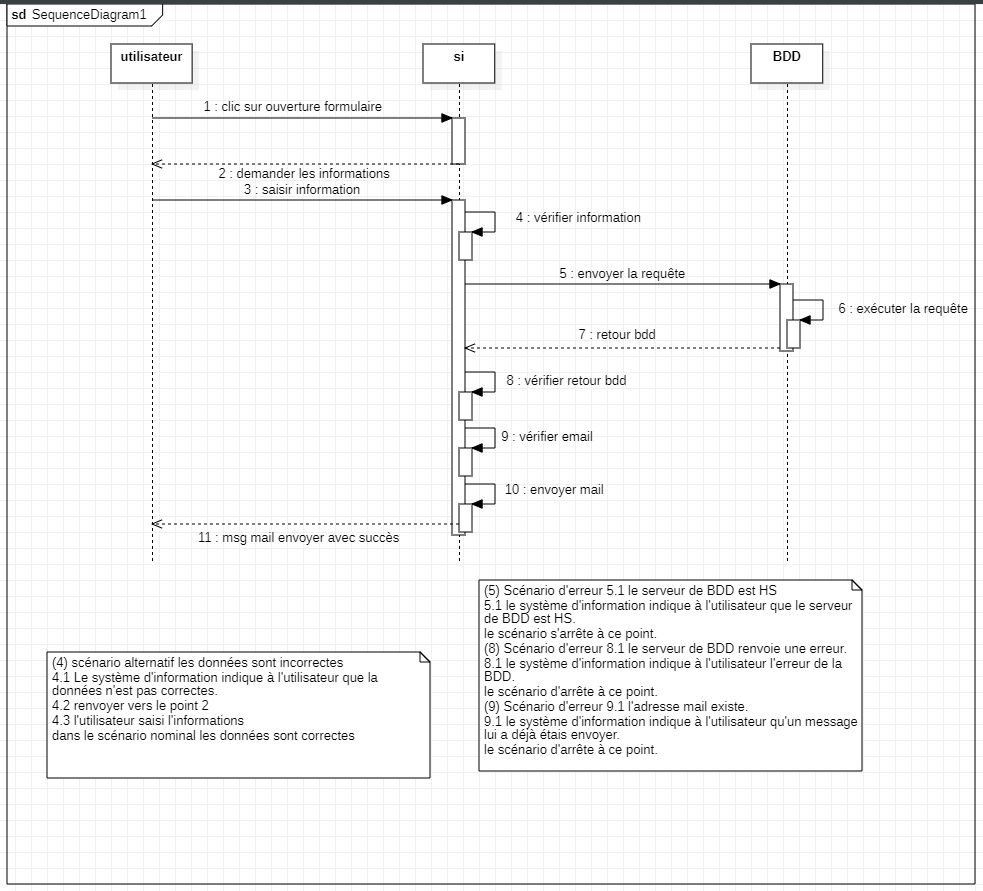 sd SequenceDiagram1
utilisateur
si
BDD
1 : clic sur ouverture formulaire
2 : demander les informations
3 : saisir information
4 : vérifier information
5 : envoyer la requête
6 : exécuter la requête
7 : retour bdd
8 : vérifier retour bdd
9 : vérifier email
10 : envoyer mail
11 : msg mail envoyer avec succès
(5) Scénario d'erreur 5.1 le serveur de BDD est HS
5.1 le système d'information indique à l'utilisateur que le serveur
de BDD est HS.
le scénario s'arrête à ce point.
(8) Scénario d'erreur 8.1 le serveur de BDD renvoie une erreur.
8.1 le système d'information indique à l'utilisateur l'erreur de la
BDD.
le scénario d'arrête à ce point.
(9) Scénario d'erreur 9.1 l'adresse mail existe.
9.1 le système d'information indique à l'utilisateur qu'un message
lui a déjà étais envoyer.
le scénario d'arrête à ce point.
(4) scénario alternatif les données sont incorrectes
4.1 Le système d'information indique à l'utilisateur que la
données n'est pas correctes.
4.2 renvoyer vers le point 2
4.3 l'utilisateur saisi l'informations
dans le scénario nominal les données sont correctes